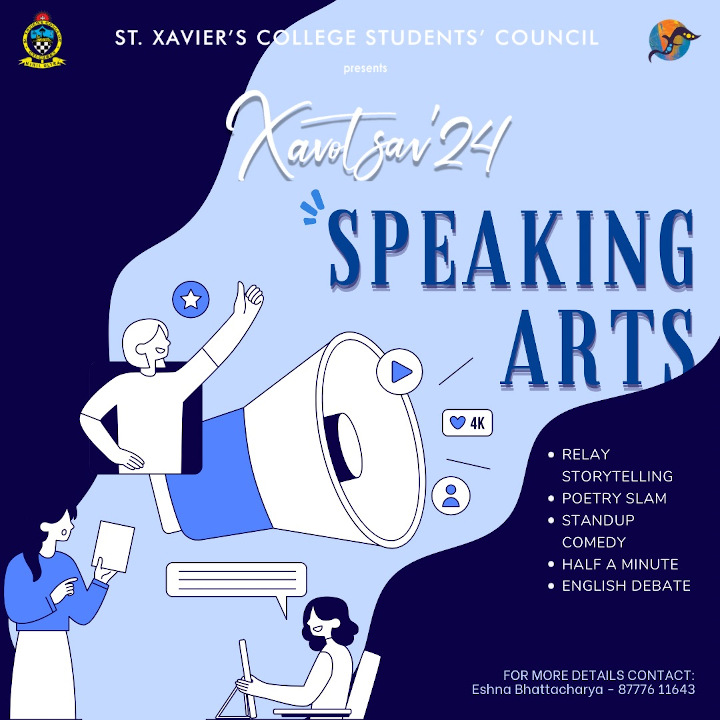 ST. XAVIER'S COLLEGE STUDENTS' COUNCIL
presents
Xavotsav'24
SPEAKING
ARTS
4K
• RELAY
STORYTELLING
• POETRY SLAM
• STANDUP
COMEDY
• HALF A MINUTE
• ENGLISH DEBATE
FOR MORE DETAILS CONTACT:
Eshna Bhattacharya – 87776 11643